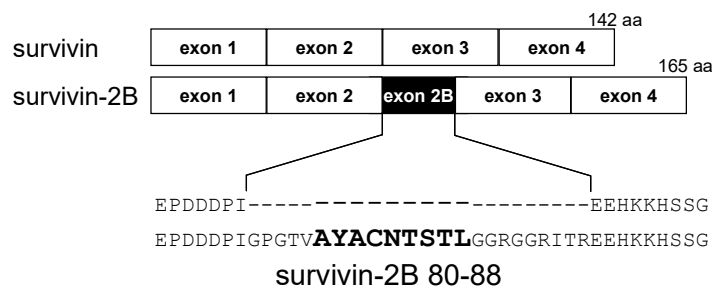 142 aa
survivin exon 1 exon 2 exon 3 exon 4
165 aa
survivin-2B exon 1 exon 2 exon 2B exon 3 exon 4
EPDDDPI-----------------------EEHKKHSSG
EPDDDPIGPGTVAYACNTSTLGGRGGRITREEHKKHSSG
survivin-2B 80-88